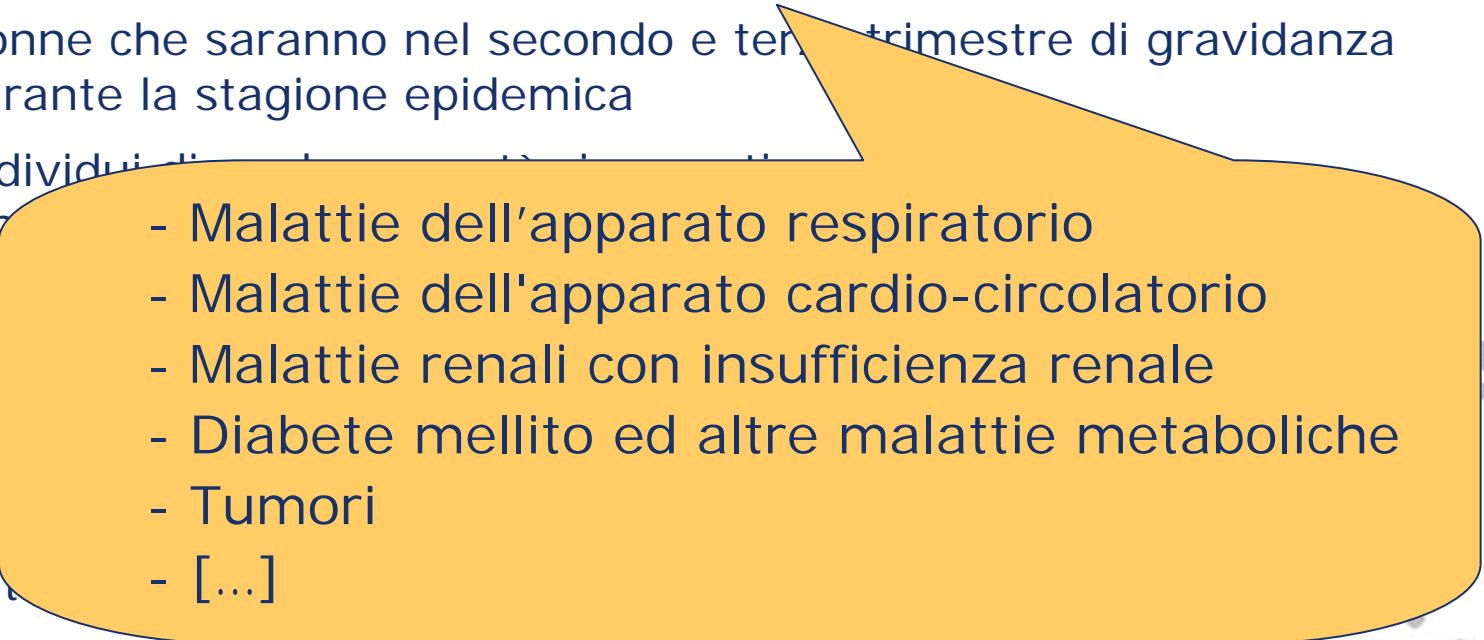 onne che saranno nel secondo e trimestre di gravidanza
rante la stagione epidemica
dividui
- Malattie dell’apparato respiratorio
- Malattie dell'apparato cardio-circolatorio
- Malattie renali con insufficienza renale
- Diabete mellito ed altre malattie metaboliche
- Tumori
- [...]